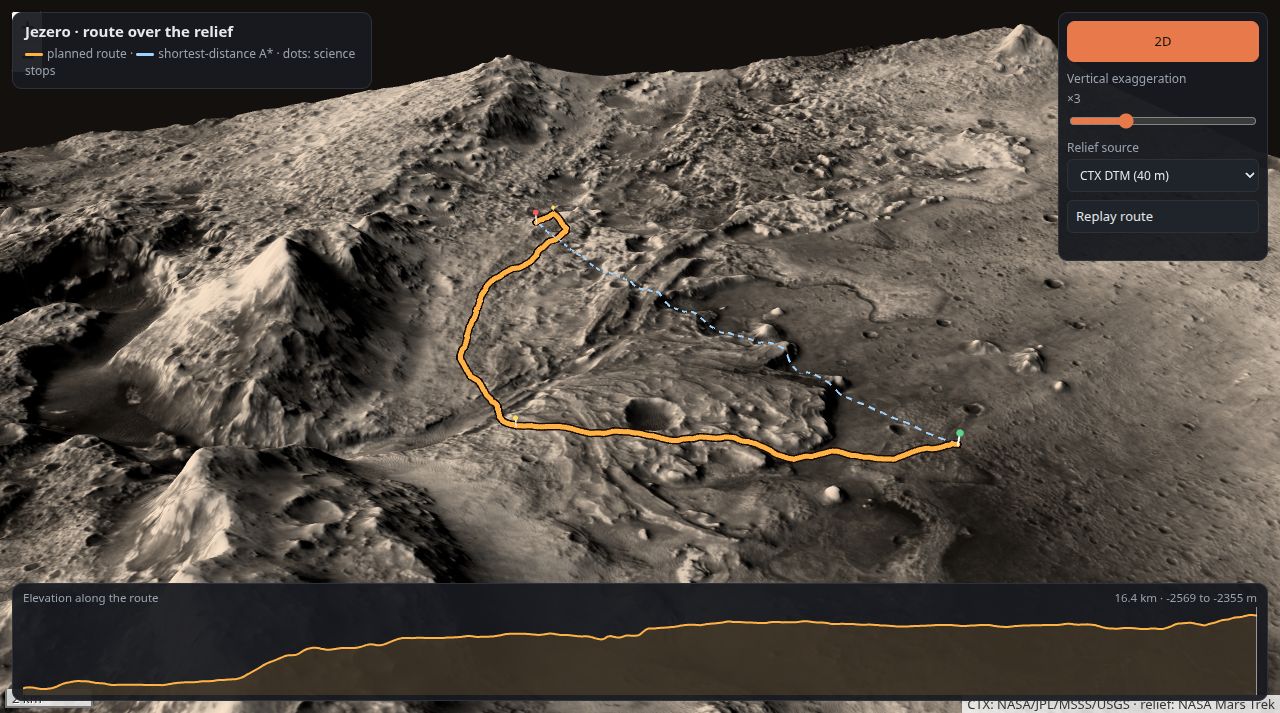 Jezero · route over the relief
planned route · shortest-distance A* · dots: science
stops
2D
Vertical exaggeration
×3
Relief source
CTX DTM (40 m)
Replay route
Elevation along the route
16.4 km · -2569 to -2355 m
2 km
CTX: NASA/JPL/MSSS/USGS · relief: NASA Mars Trek